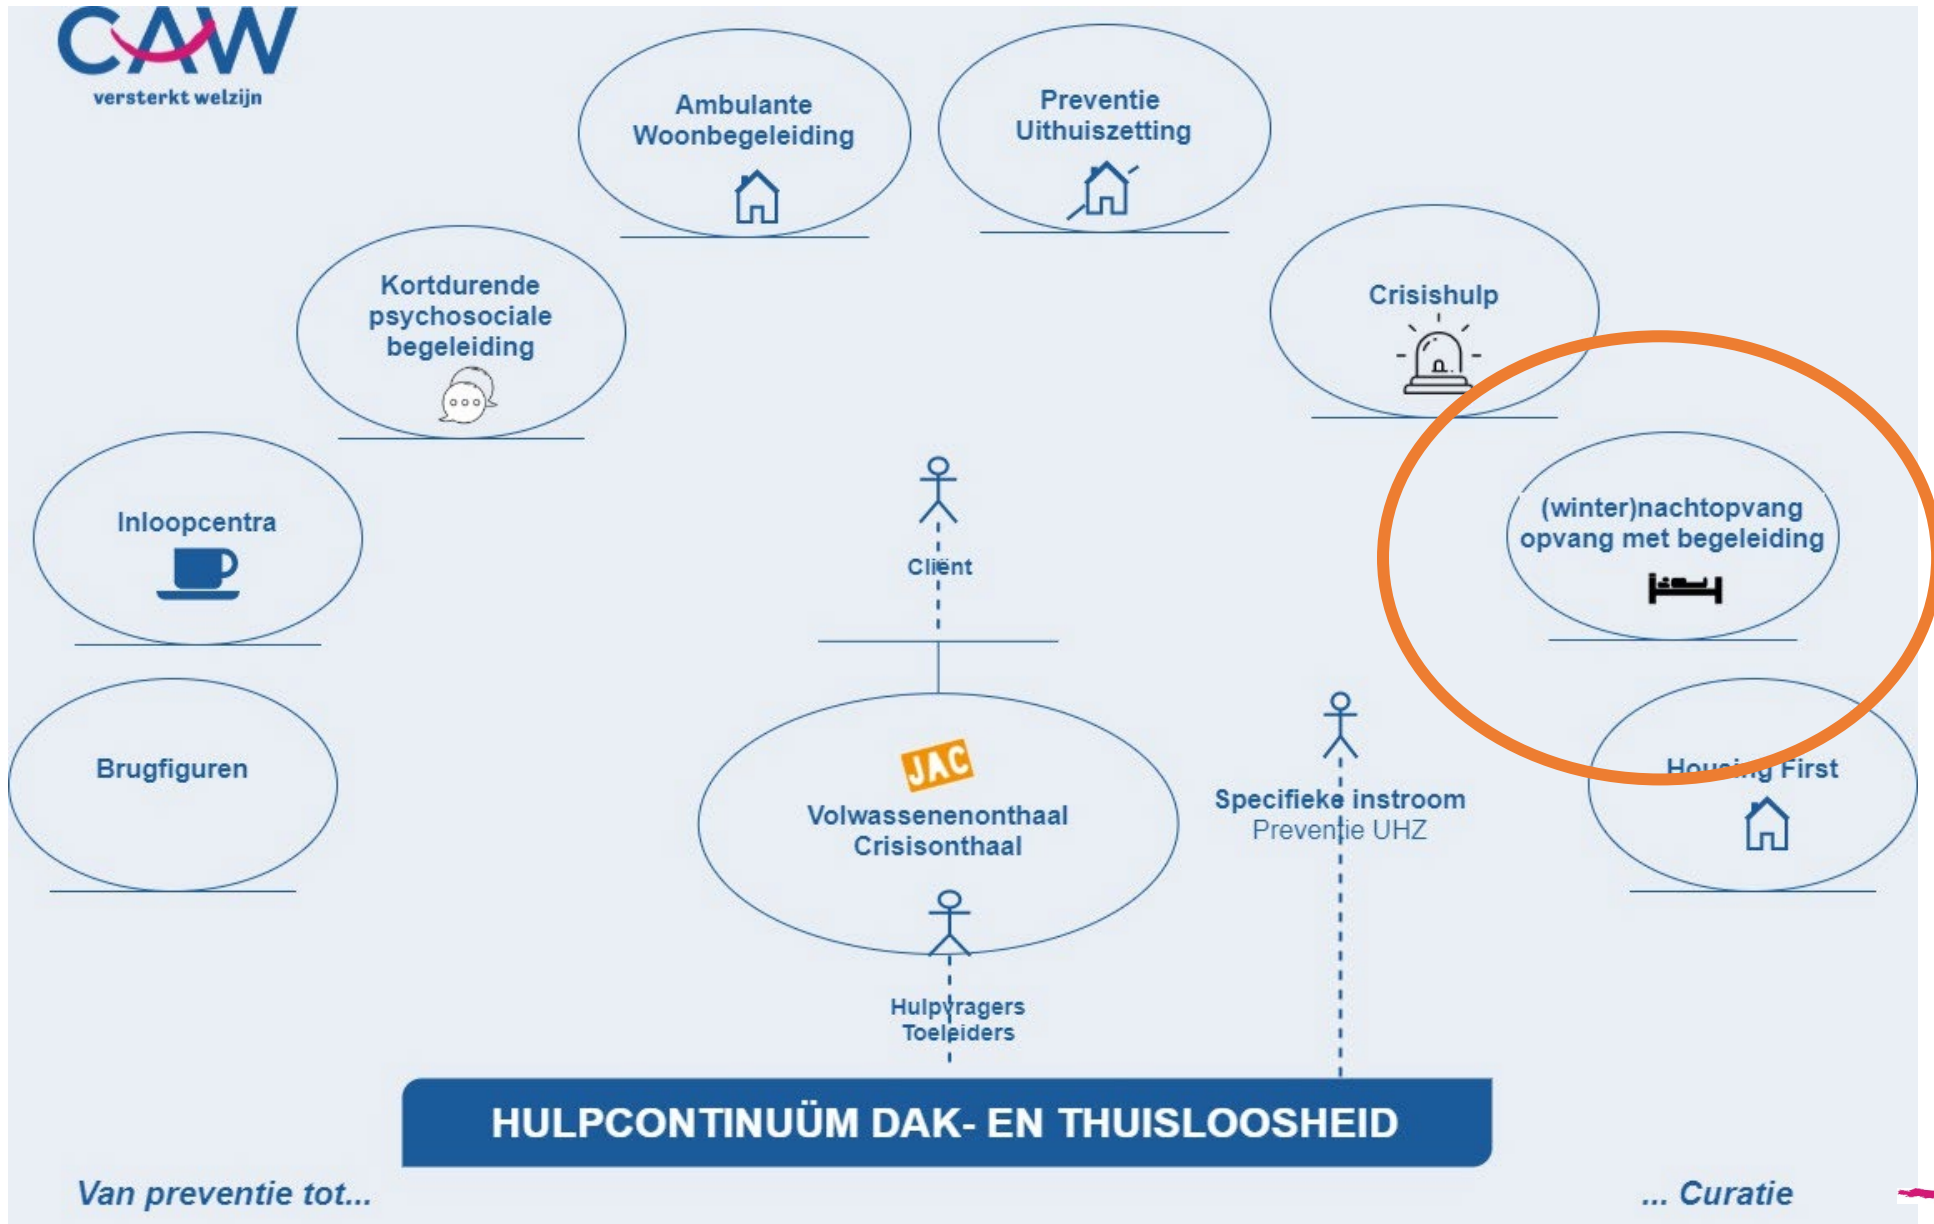 CAW
versterkt welzijn
Ambulante
Woonbegeleiding
Preventie
Uithuiszetting
Kortdurende
psychosociale
begeleiding
Crisishulp
Inloopcentra
(winter)nachtopvang
opvang met begeleiding
Cliënt
Brugfiguren
JAC
Volwassenenonthaal
Crisisonthaal
Specifieke instroom
Preventie UHZ
Housing First
Hulpvragers
Toeleiders
HULPCONTINUÜM DAK- EN THUISLOOSHEID
Van preventie tot...
... Curatie